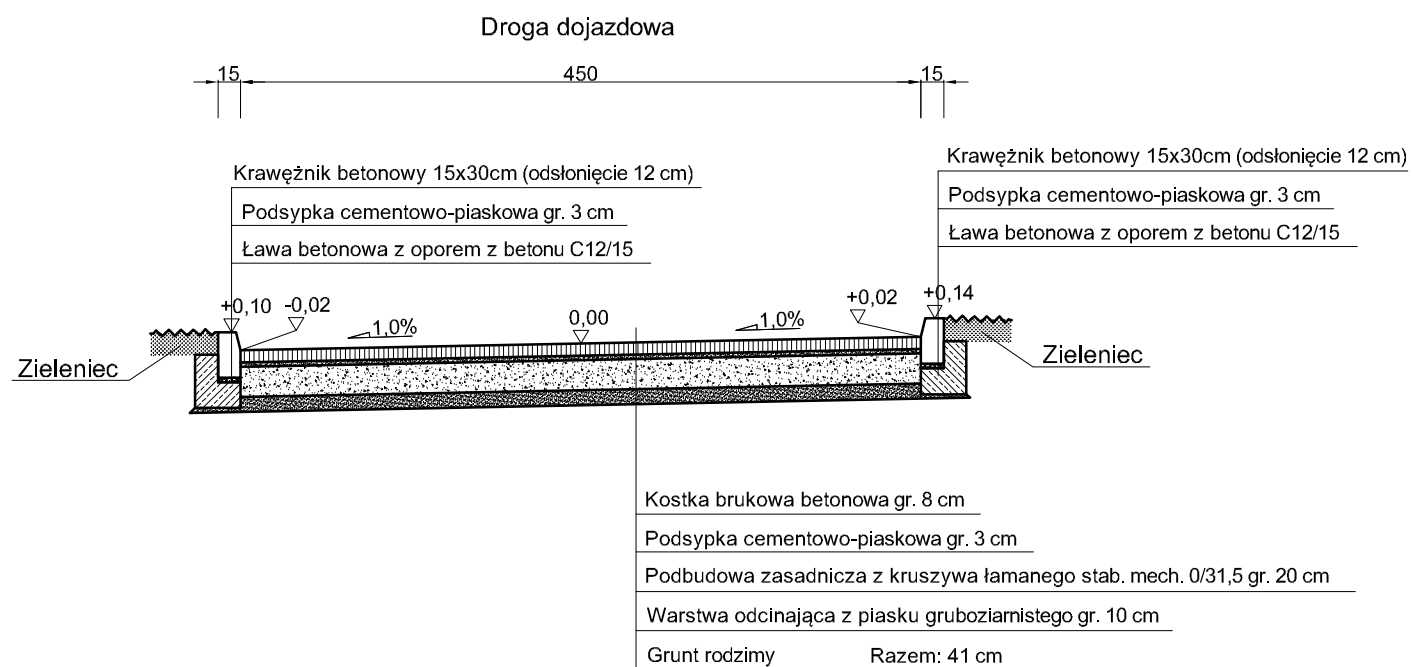 Droga dojazdowa
15
450
15
Krawężnik betonowy 15x30cm (odsłonięcie 12 cm)
Podsypka cementowo-piaskowa gr. 3 cm
Ława betonowa z oporem z betonu C12/15
Krawężnik betonowy 15x30cm (odsłonięcie 12 cm)
Podsypka cementowo-piaskowa gr. 3 cm
Ława betonowa z oporem z betonu C12/15
+0,10
-0,02
1,0%
0,00
1,0%
+0,02
+0,14
Zieleniec
Zieleniec
Kostka brukowa betonowa gr. 8 cm
Podsypka cementowo-piaskowa gr. 3 cm
Podbudowa zasadnicza z kruszywa łamanego stab. mech. 0/31,5 gr. 20 cm
Warstwa odcinająca z piasku gruboziarnistego gr. 10 cm
Grunt rodzimy Razem: 41 cm